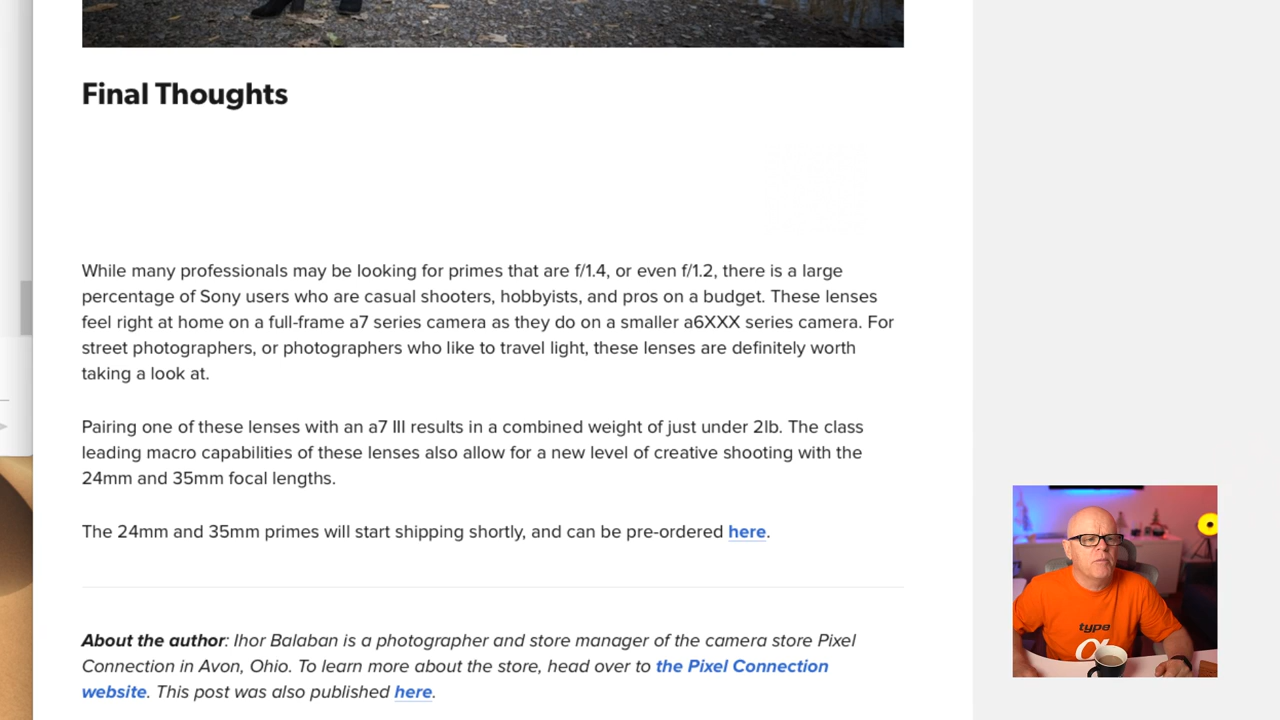 Final Thoughts
While many professionals may be looking for primes that are f/1.4, or even f/1.2, there is a large
percentage of Sony users who are casual shooters, hobbyists, and pros on a budget. These lenses
feel right at home on a full-frame a7 series camera as they do on a smaller a6XXX series camera. For
street photographers, or photographers who like to travel light, these lenses are definitely worth
taking a look at.
Pairing one of these lenses with an a7 III results in a combined weight of just under 2lb. The class
leading macro capabilities of these lenses also allow for a new level of creative shooting with the
24mm and 35mm focal lengths.
The 24mm and 35mm primes will start shipping shortly, and can be pre-ordered here.
About the author: Ihor Balaban is a photographer and store manager of the camera store Pixel
Connection in Avon, Ohio. To learn more about the store, head over to the Pixel Connection
website. This post was also published here.
type
α